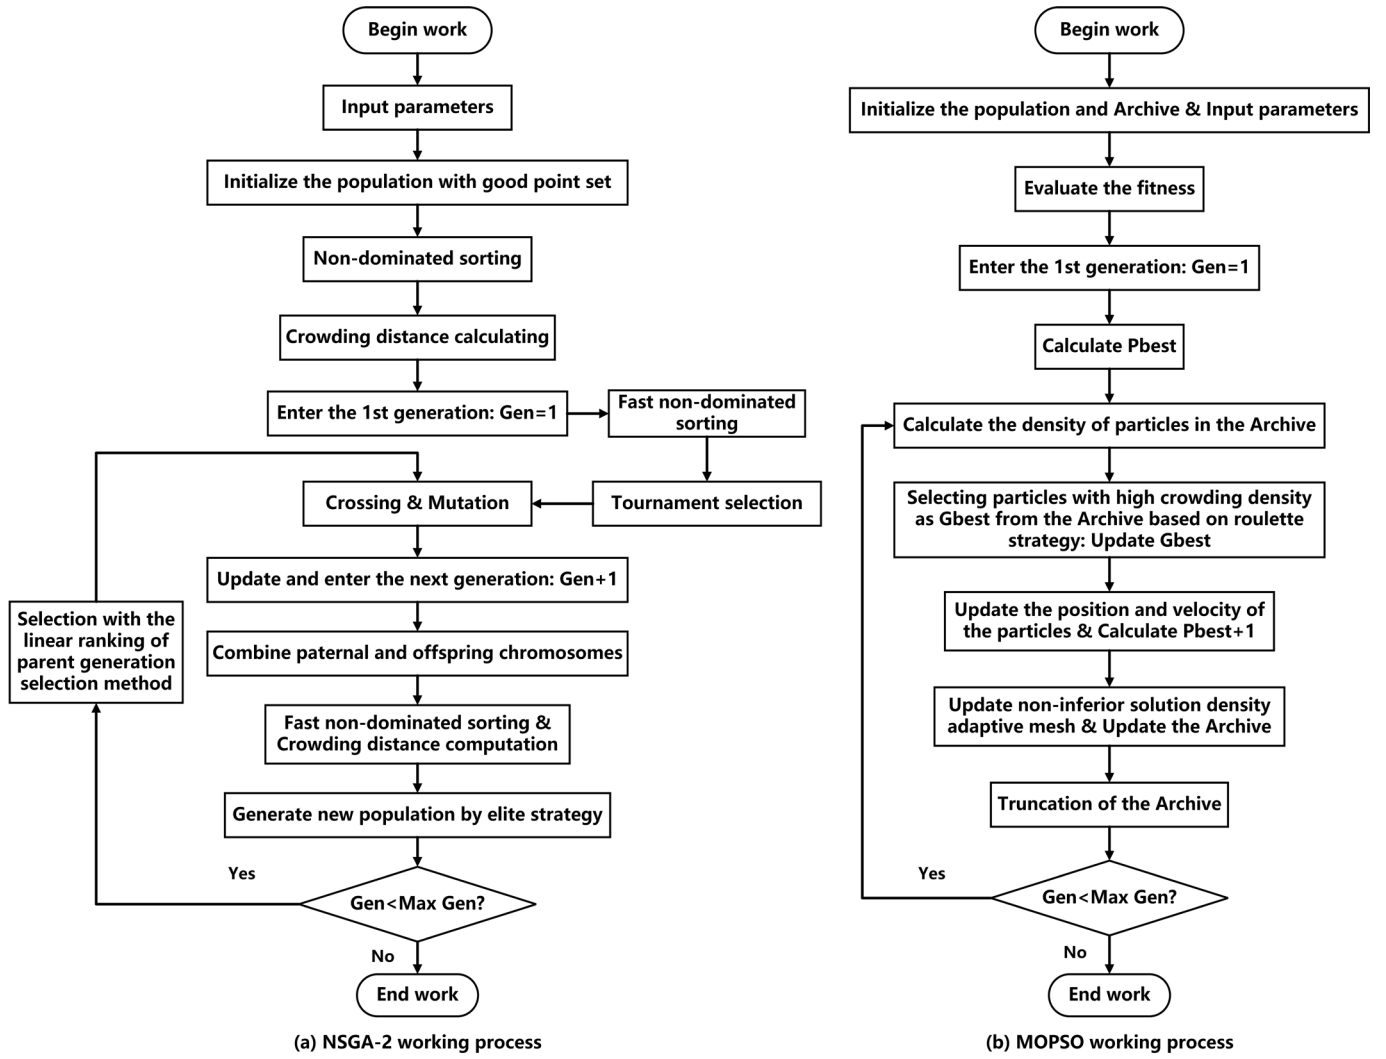 Begin work
Input parameters
Initialize the population with good point set
Non-dominated sorting
Crowding distance calculating
Enter the 1st generation: Gen=1
Fast non-dominated
sorting
Tournament selection
Crossing & Mutation
Update and enter the next generation: Gen+1
Combine paternal and offspring chromosomes
Fast non-dominated sorting &
Crowding distance computation
Generate new population by elite strategy
Gen<Max Gen?
Yes
Selection with the
linear ranking of
parent generation
selection method
No
End work
(a) NSGA-2 working process
Begin work
Initialize the population and Archive & Input parameters
Evaluate the fitness
Enter the 1st generation: Gen=1
Calculate Pbest
Calculate the density of particles in the Archive
Selecting particles with high crowding density
as Gbest from the Archive based on roulette
strategy: Update Gbest
Update the position and velocity of
the particles & Calculate Pbest+1
Update non-inferior solution density
adaptive mesh & Update the Archive
Truncation of the Archive
Gen<Max Gen?
Yes
No
End work
(b) MOPSO working process